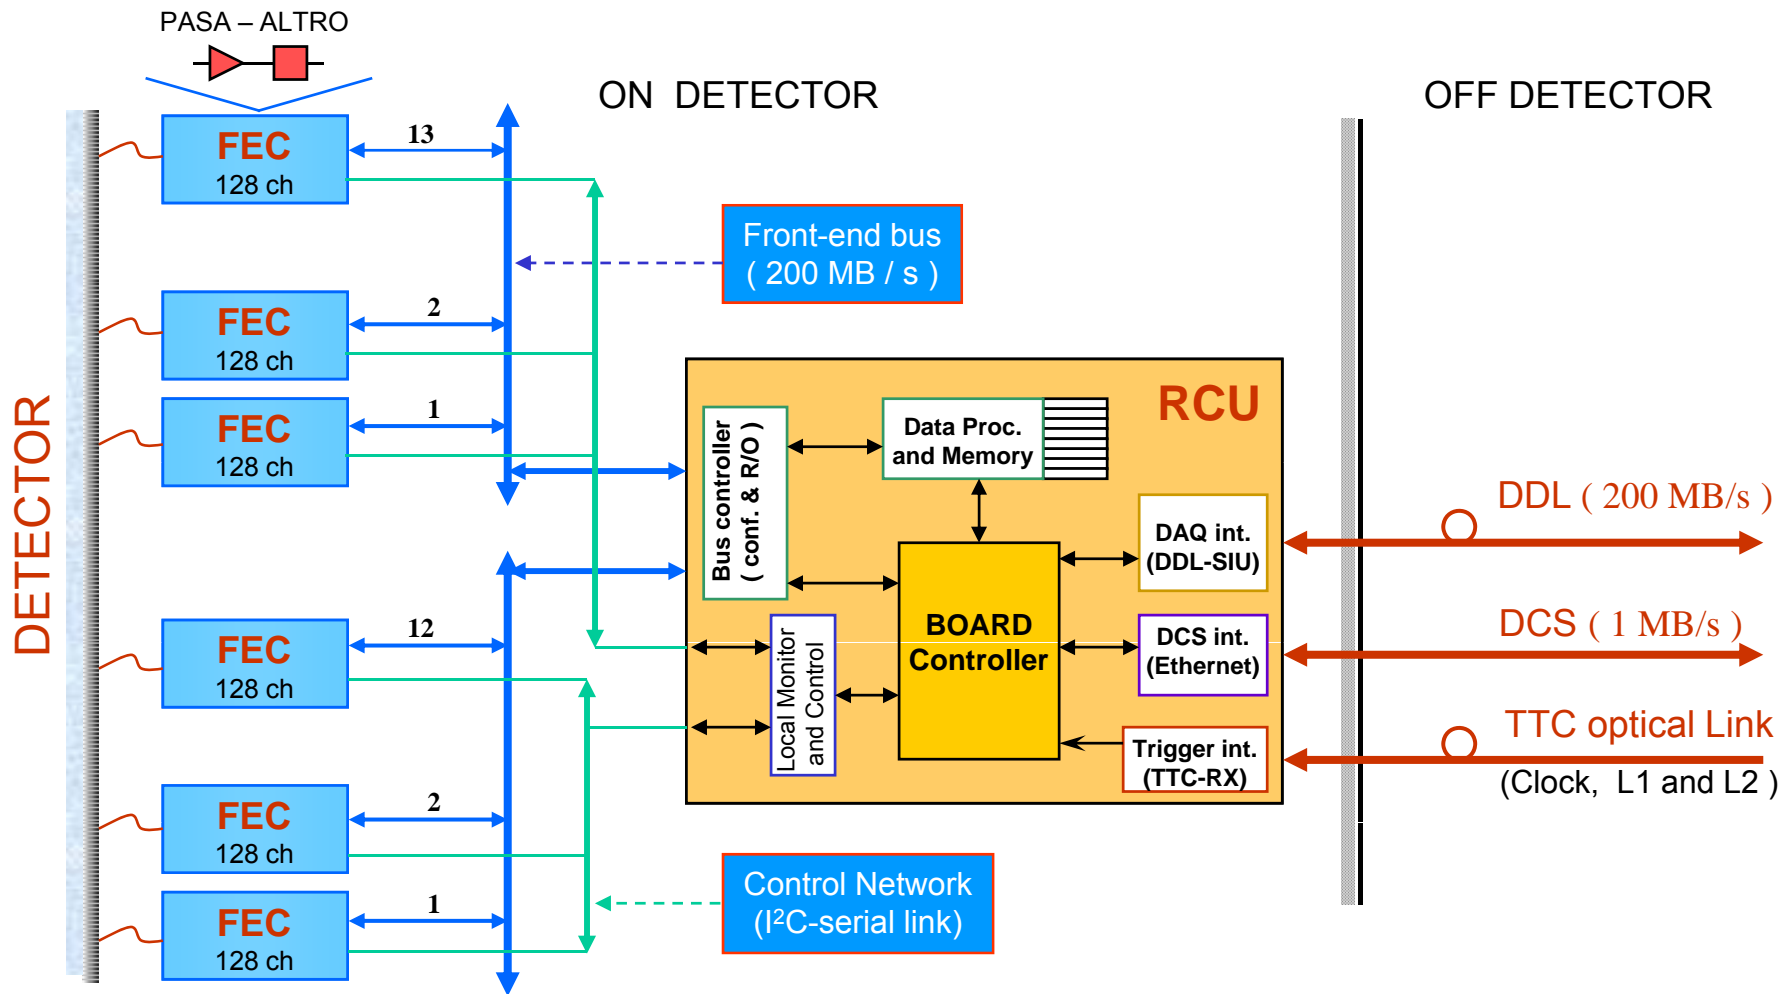 PASA – ALTRO
ON DETECTOR
OFF DETECTOR
DETECTOR
FEC
128 ch
13
FEC
128 ch
2
FEC
128 ch
1
FEC
128 ch
12
FEC
128 ch
2
FEC
128 ch
1
Front-end bus
( 200 MB / s )
RCU
Bus controller
( conf. & R/O )
Data Proc.
and Memory
Local Monitor
and Control
BOARD
Controller
DAQ int.
(DDL-SIU)
DCS int.
(Ethernet)
Trigger int.
(TTC-RX)
DDL ( 200 MB/s )
DCS ( 1 MB/s )
TTC optical Link
(Clock, L1 and L2 )
Control Network
(I²C-serial link)